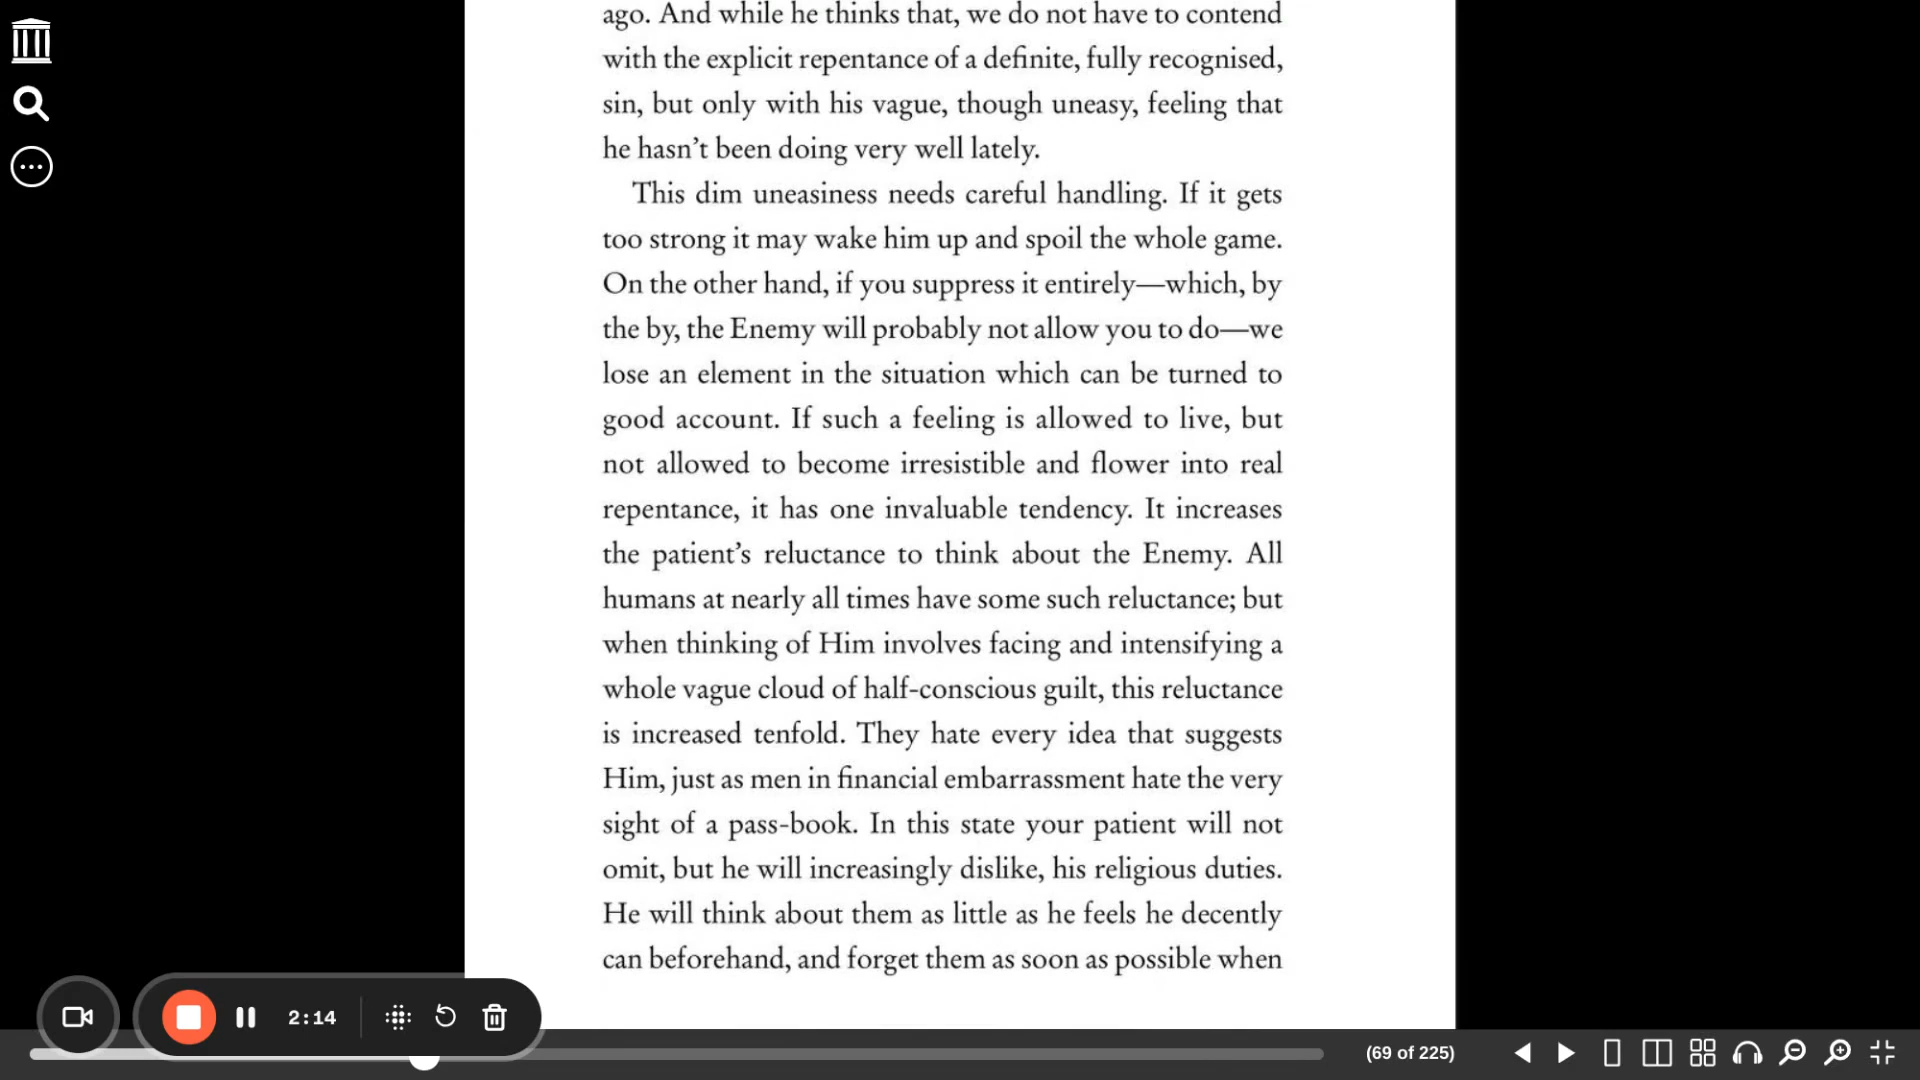 ago. And while he thinks that, we do not have to contend
with the explicit repentance of a definite, fully recognised,
sin, but only with his vague, though uneasy, feeling that
he hasn’t been doing very well lately.
This dim uneasiness needs careful handling. If it gets
too strong it may wake him up and spoil the whole game.
On the other hand, if you suppress it entirely—which, by
the by, the Enemy will probably not allow you to do—we
lose an element in the situation which can be turned to
good account. If such a feeling is allowed to live, but
not allowed to become irresistible and flower into real
repentance, it has one invaluable tendency. It increases
the patient’s reluctance to think about the Enemy. All
humans at nearly all times have some such reluctance; but
when thinking of Him involves facing and intensifying a
whole vague cloud of half-conscious guilt, this reluctance
is increased tenfold. They hate every idea that suggests
Him, just as men in financial embarrassment hate the very
sight of a pass-book. In this state your patient will not
omit, but he will increasingly dislike, his religious duties.
He will think about them as little as he feels he decently
can beforehand, and forget them as soon as possible when
2:14
(69 of 225)